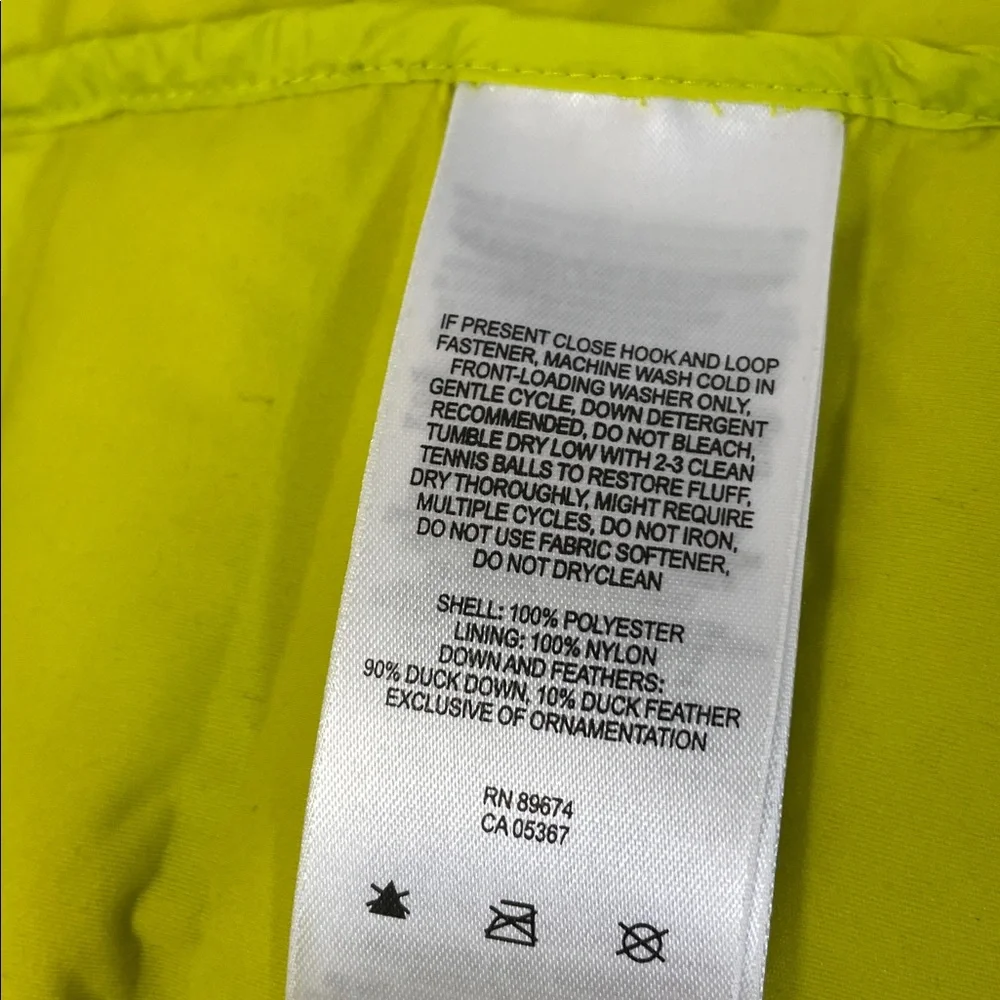 IF PRESENT CLOSE HOOK AND LOOP
FASTENER, MACHINE WASH COLD IN
FRONT-LOADING WASHER ONLY,
GENTLE CYCLE, DOWN DETERGENT
RECOMMENDED, DO NOT BLEACH,
TUMBLE DRY LOW WITH 2-3 CLEAN
TENNIS BALLS TO RESTORE FLUFF,
DRY THOROUGHLY, MIGHT REQUIRE
MULTIPLE CYCLES, DO NOT IRON,
DO NOT USE FABRIC SOFTENER,
DO NOT DRYCLEAN
SHELL: 100% POLYESTER
LINING: 100% NYLON
DOWN AND FEATHERS:
90% DUCK DOWN, 10% DUCK FEATHER
EXCLUSIVE OF ORNAMENTATION
RN 89674
CA 05367